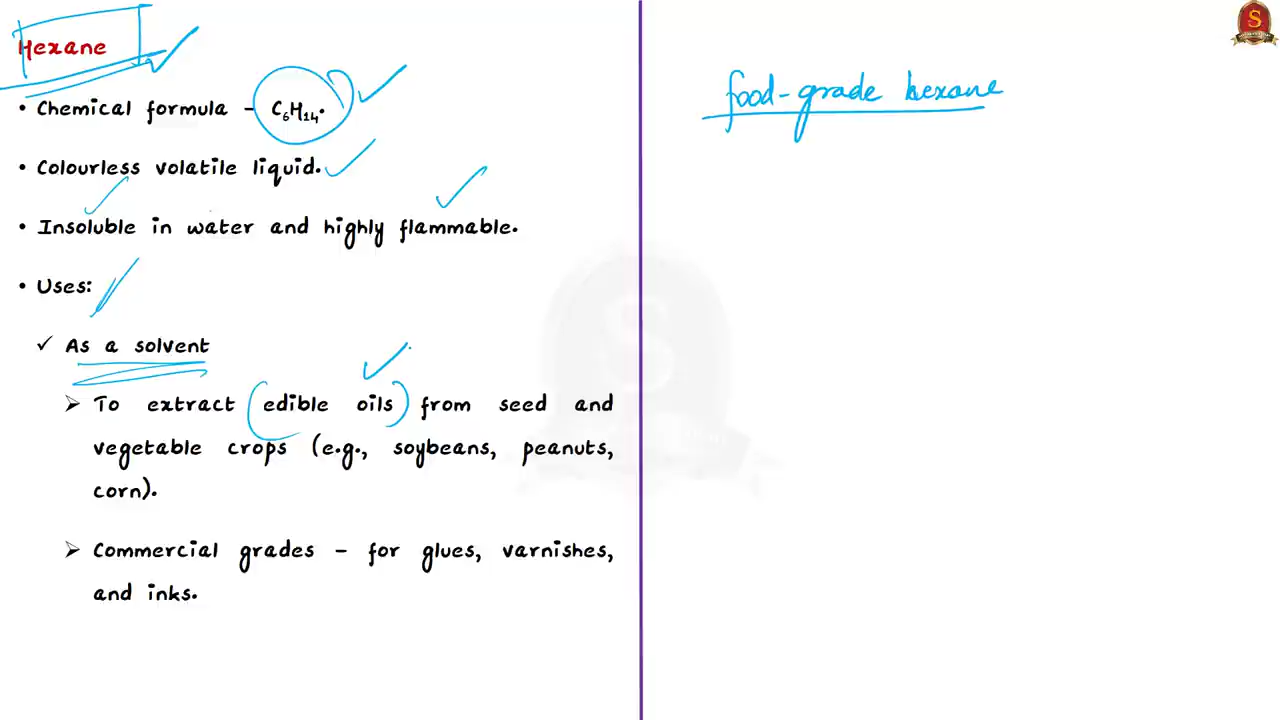 Hexane
• Chemical formula - C₆H₁₄.
• Colourless volatile liquid.
• Insoluble in water and highly flammable.
• Uses:
✓ As a solvent
➢ To extract (edible oils) from seed and
vegetable crops (e.g., soybeans, peanuts,
corn).
➢ Commercial grades - for glues, varnishes,
and inks.
food-grade hexane
S